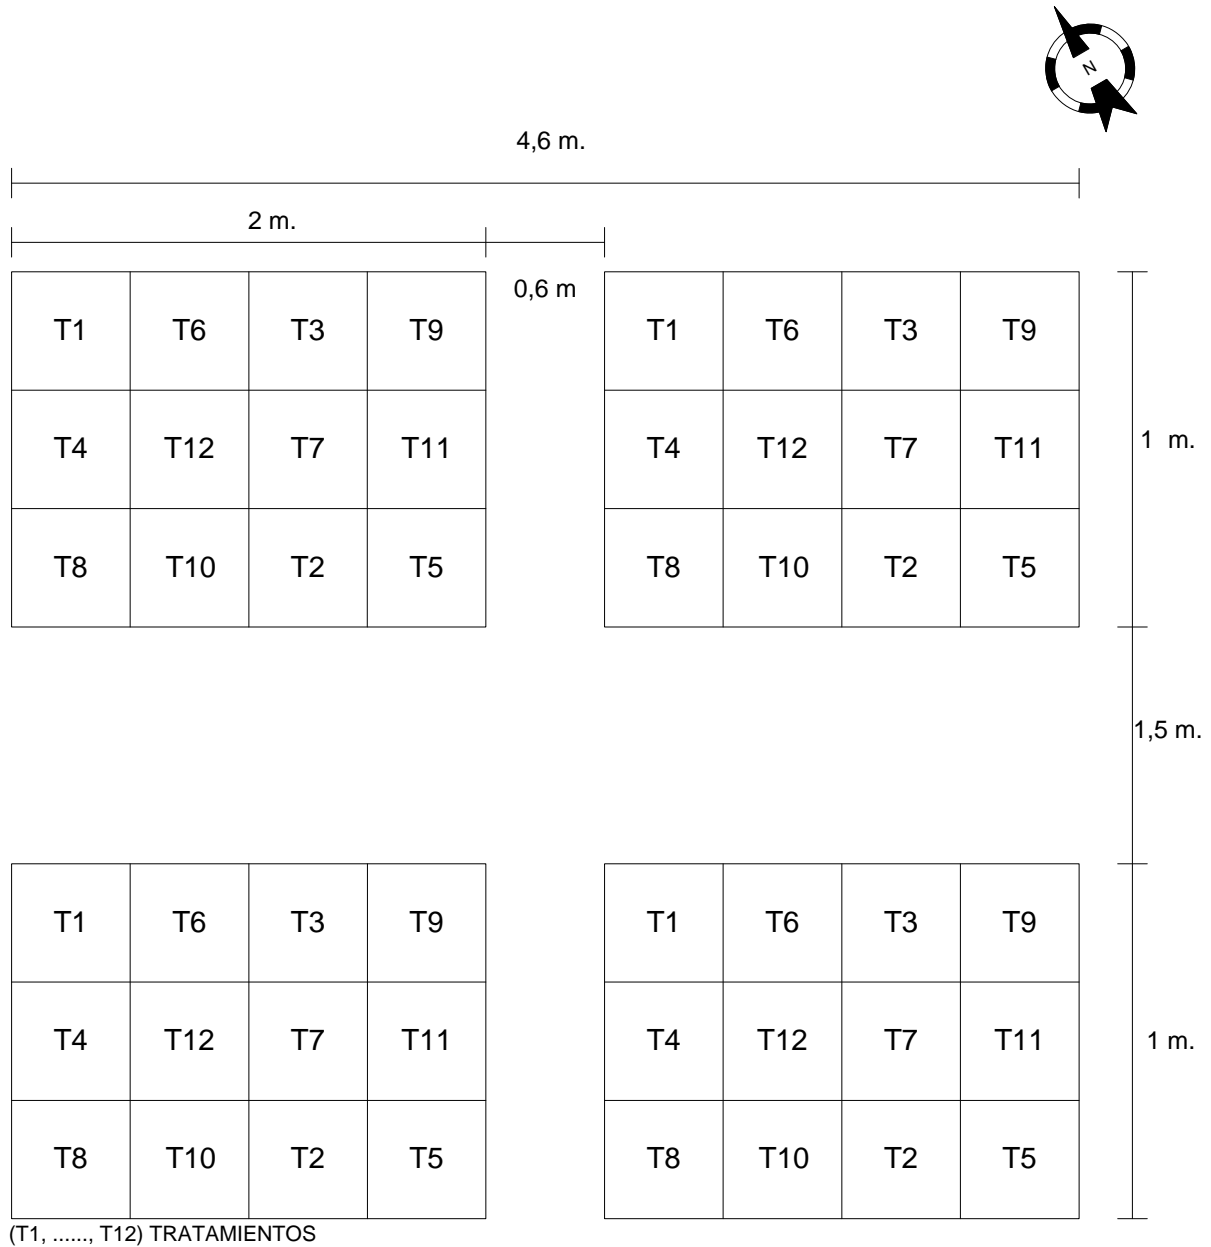 N
4,6 m.
2 m.
0,6 m
T1 T6 T3 T9 T1 T6 T3 T9
T4 T12 T7 T11 T4 T12 T7 T11 1 m.
T8 T10 T2 T5 T8 T10 T2 T5
1,5 m.
T1 T6 T3 T9 T1 T6 T3 T9
T4 T12 T7 T11 T4 T12 T7 T11 1 m.
T8 T10 T2 T5 T8 T10 T2 T5
(T1, ......, T12) TRATAMIENTOS